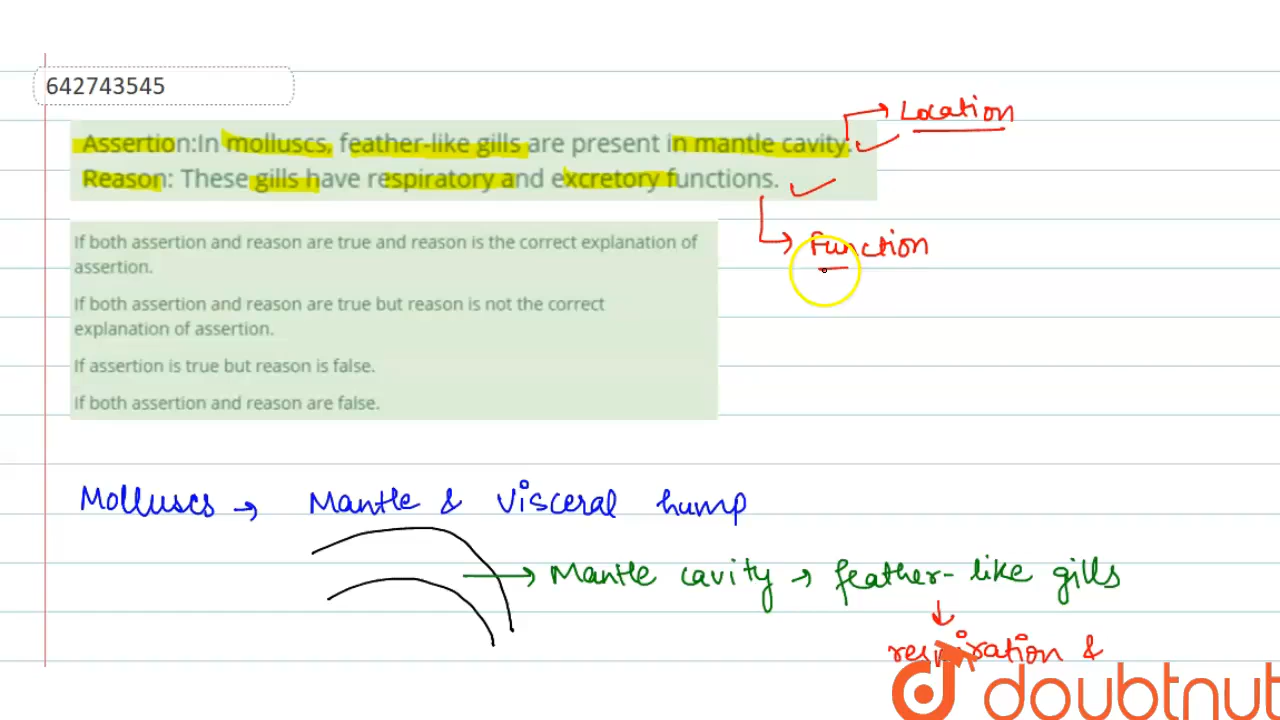 642743545
Location
Assertion:In molluscs, feather-like gills are present in mantle cavity.
Reason: These gills have respiratory and excretory functions.
Function
If both assertion and reason are true and reason is the correct explanation of
assertion.
If both assertion and reason are true but reason is not the correct
explanation of assertion.
If assertion is true but reason is false.
If both assertion and reason are false.
Molluscs → Mantle & Visceral hump
→ Mantle cavity → feather-like gills
respiration &
doubtnut